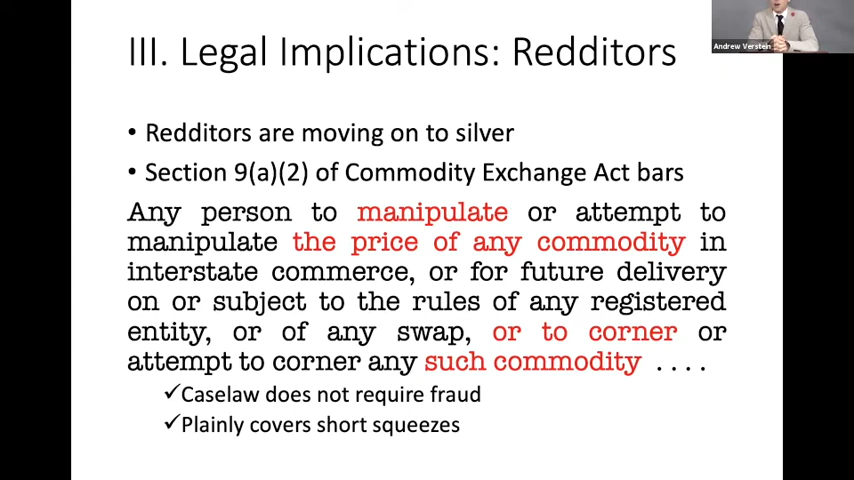 III. Legal Implications: Redditors
Andrew Verstein
• Redditors are moving on to silver
• Section 9(a)(2) of Commodity Exchange Act bars
Any person to manipulate or attempt to
manipulate the price of any commodity in
interstate commerce, or for future delivery
on or subject to the rules of any registered
entity, or of any swap, or to corner or
attempt to corner any such commodity . . . .
✓Caselaw does not require fraud
✓Plainly covers short squeezes